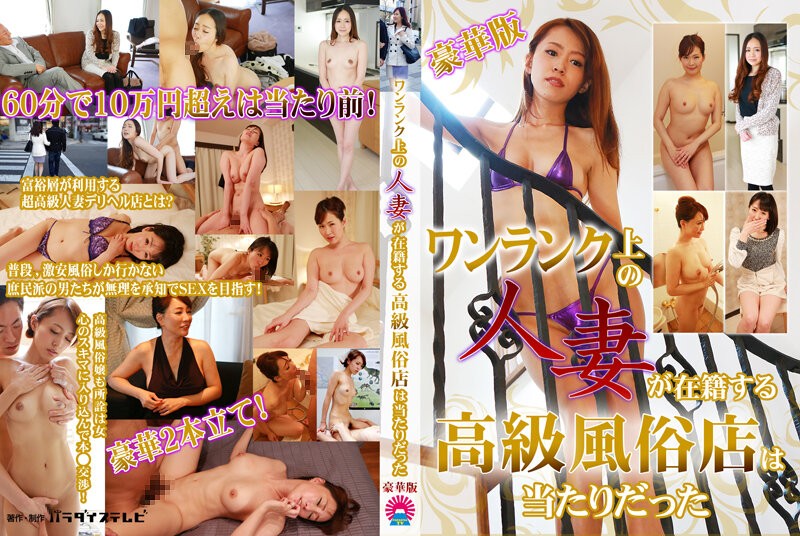 豪華版
ワンランク上の
人妻が在籍する
高級風俗店は
当たりだった
ワンランク上の人妻が在籍する高級風俗店は当たりだった
豪華版
60分で10万円超えは当たり前!
富裕層が利用する
超高級人妻デリヘル店とは?
普段、激安風俗しか行かない
庶民派の男たちが無理を承知でSEXを目指す!
高級風俗嬢も所詮は女
心のスキマに入り込んで本●交渉!
豪華2本立て!
著作・制作 パラダイステレビ